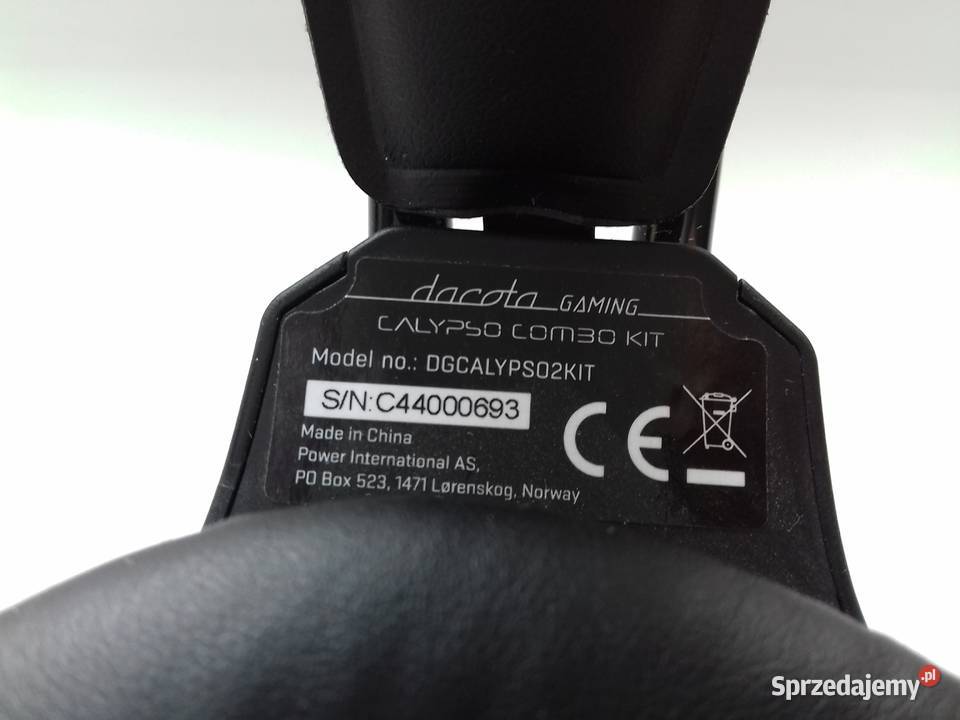 dacota GAMING
CALYPSO COMBO KIT
Model no.: DGCALYPSO2KIT
S/N:C44000693
Made in China
Power International AS,
PO Box 523, 1471 Lørenskog, Norway
CE
Sprzedajemy.pl